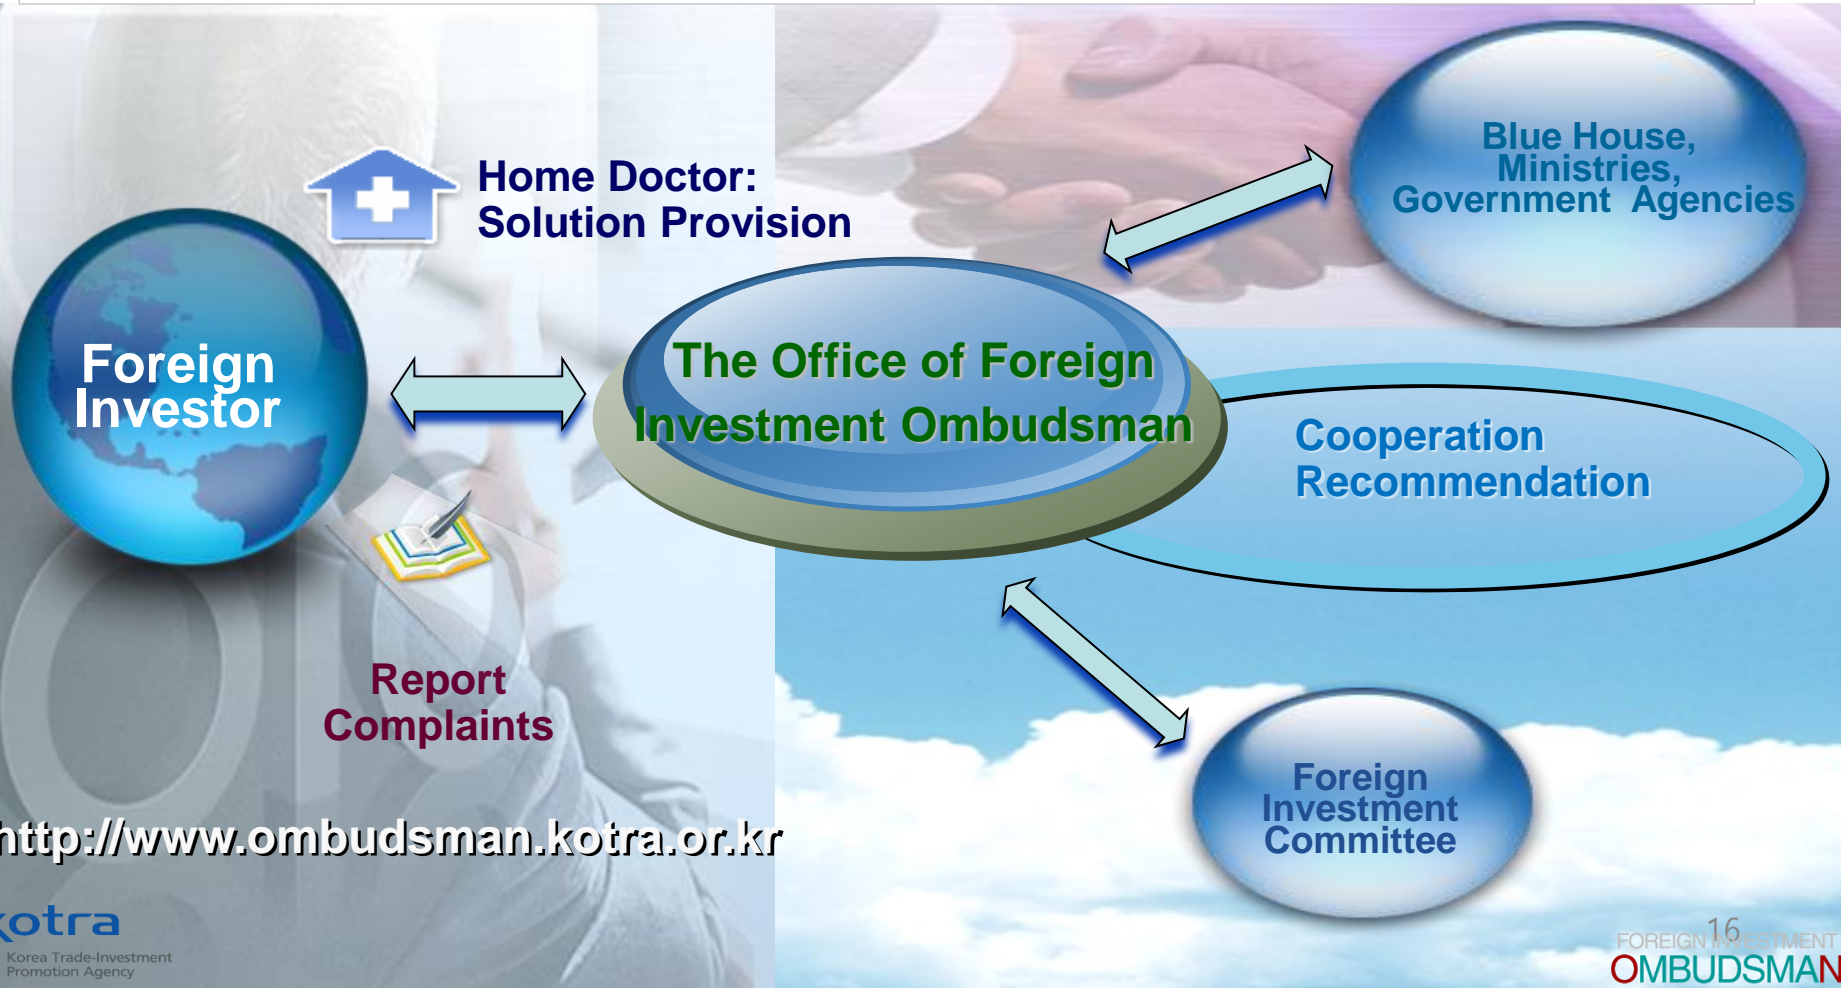 Home Doctor:
Solution Provision
Blue House,
Ministries,
Government Agencies
Foreign
Investor
The Office of Foreign
Investment Ombudsman
Cooperation
Recommendation
Report
Complaints
Foreign
Investment
Committee
http://www.ombudsman.kotra.or.kr
kotra
Korea Trade-Investment
Promotion Agency
16
FOREIGN INVESTMENT
OMBUDSMAN